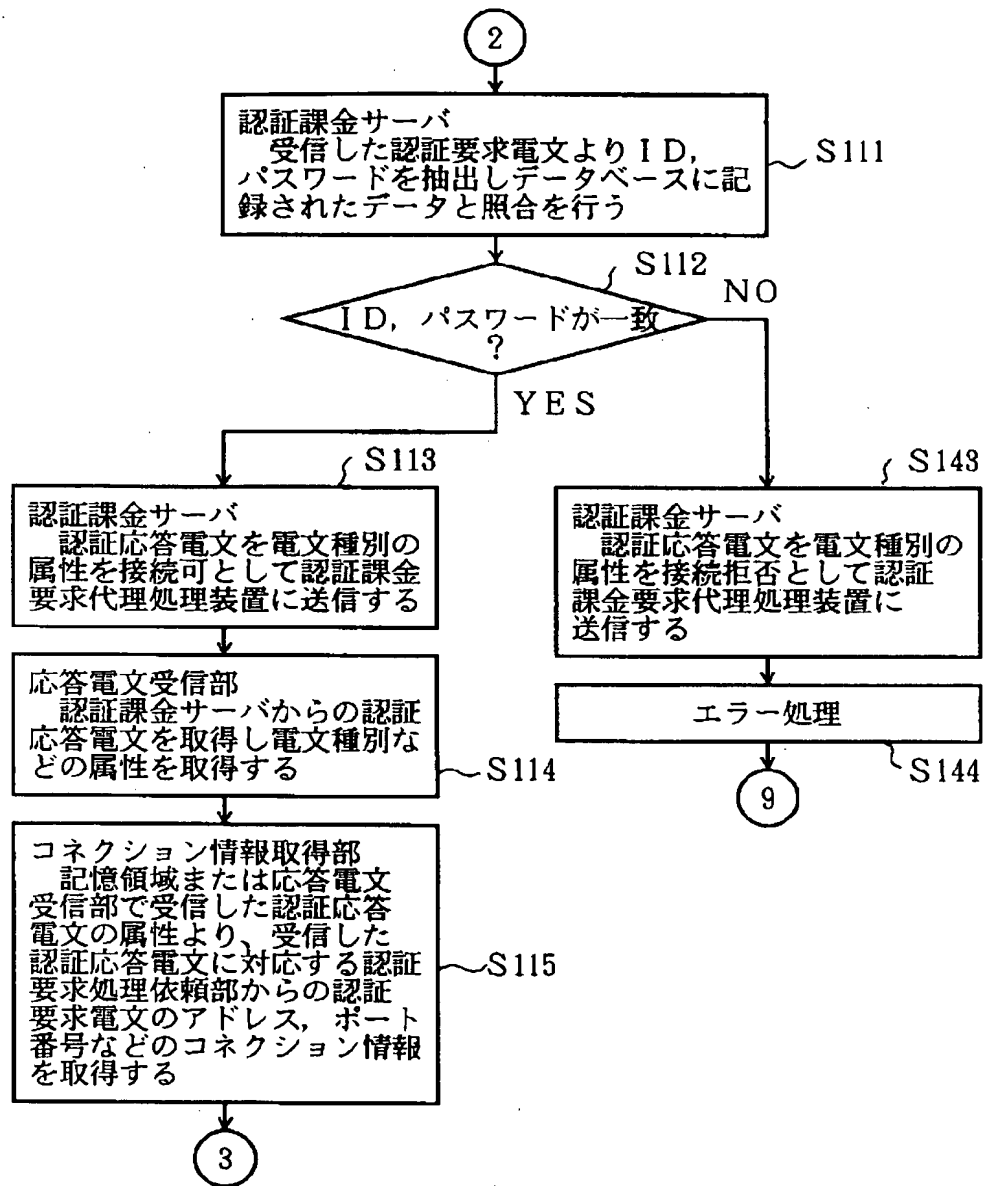 2
認証課金サーバ
受信した認証要求電文よりＩＤ，
パスワードを抽出しデータベースに記
録されたデータと照合を行う
S111
S112
ＩＤ，パスワードが一致
？
NO
YES
S113
認証課金サーバ
認証応答電文を電文種別の
属性を接続可として認証課金
要求代理処理装置に送信する
S143
認証課金サーバ
認証応答電文を電文種別の
属性を接続拒否として認証
課金要求代理処理装置に
送信する
応答電文受信部
認証課金サーバからの認証
応答電文を取得し電文種別な
どの属性を取得する
S114
エラー処理
S144
9
コネクション情報取得部
記憶領域または応答電文
受信部で受信した認証応答
電文の属性より、受信した
認証応答電文に対応する認証
要求処理依頼部からの認証
要求電文のアドレス，ポート
番号などのコネクション情報
を取得する
S115
3